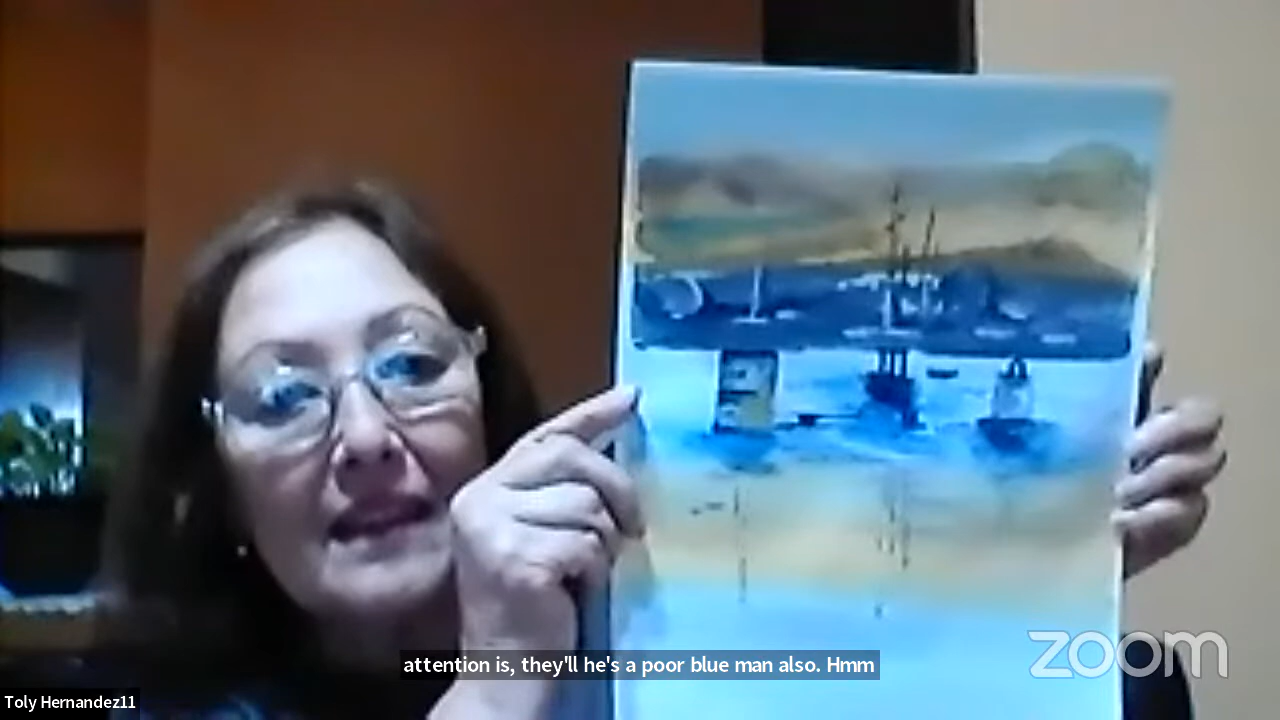 attention is, they'll he's a poor blue man also. Hmm
zoom
Toly Hernandez11